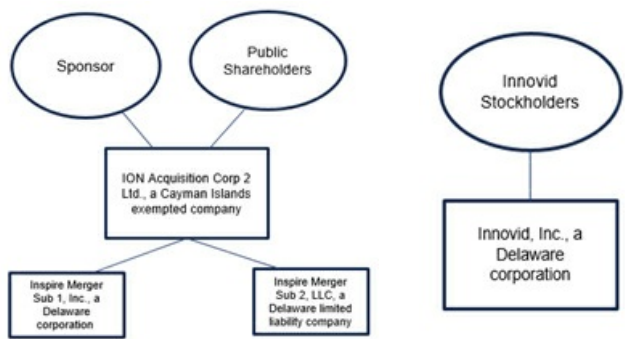 Sponsor
Public
Shareholders
ION Acquisition Corp 2
Ltd., a Cayman Islands
exempted company
Inspire Merger
Sub 1, Inc., a
Delaware
corporation
Inspire Merger
Sub 2, LLC, a
Delaware limited
liability company
Innovid
Stockholders
Innovid, Inc., a
Delaware
corporation